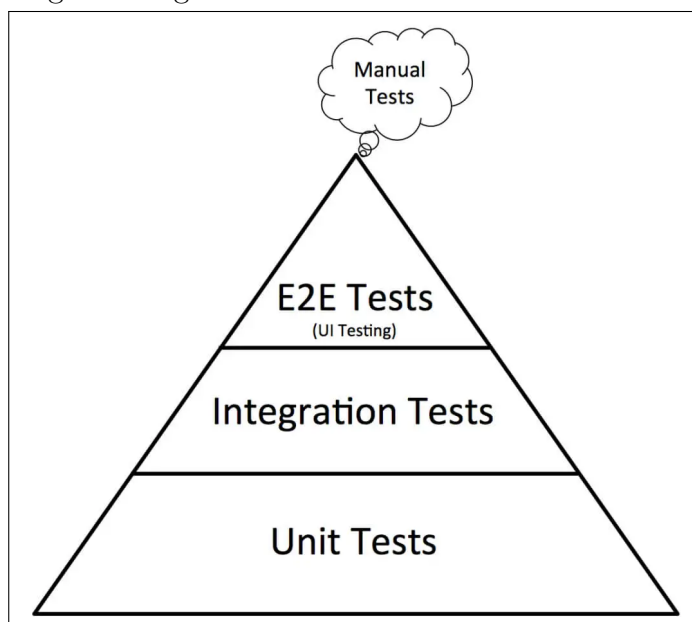 Manual
Tests
E2E Tests
(UI Testing)
Integration Tests
Unit Tests